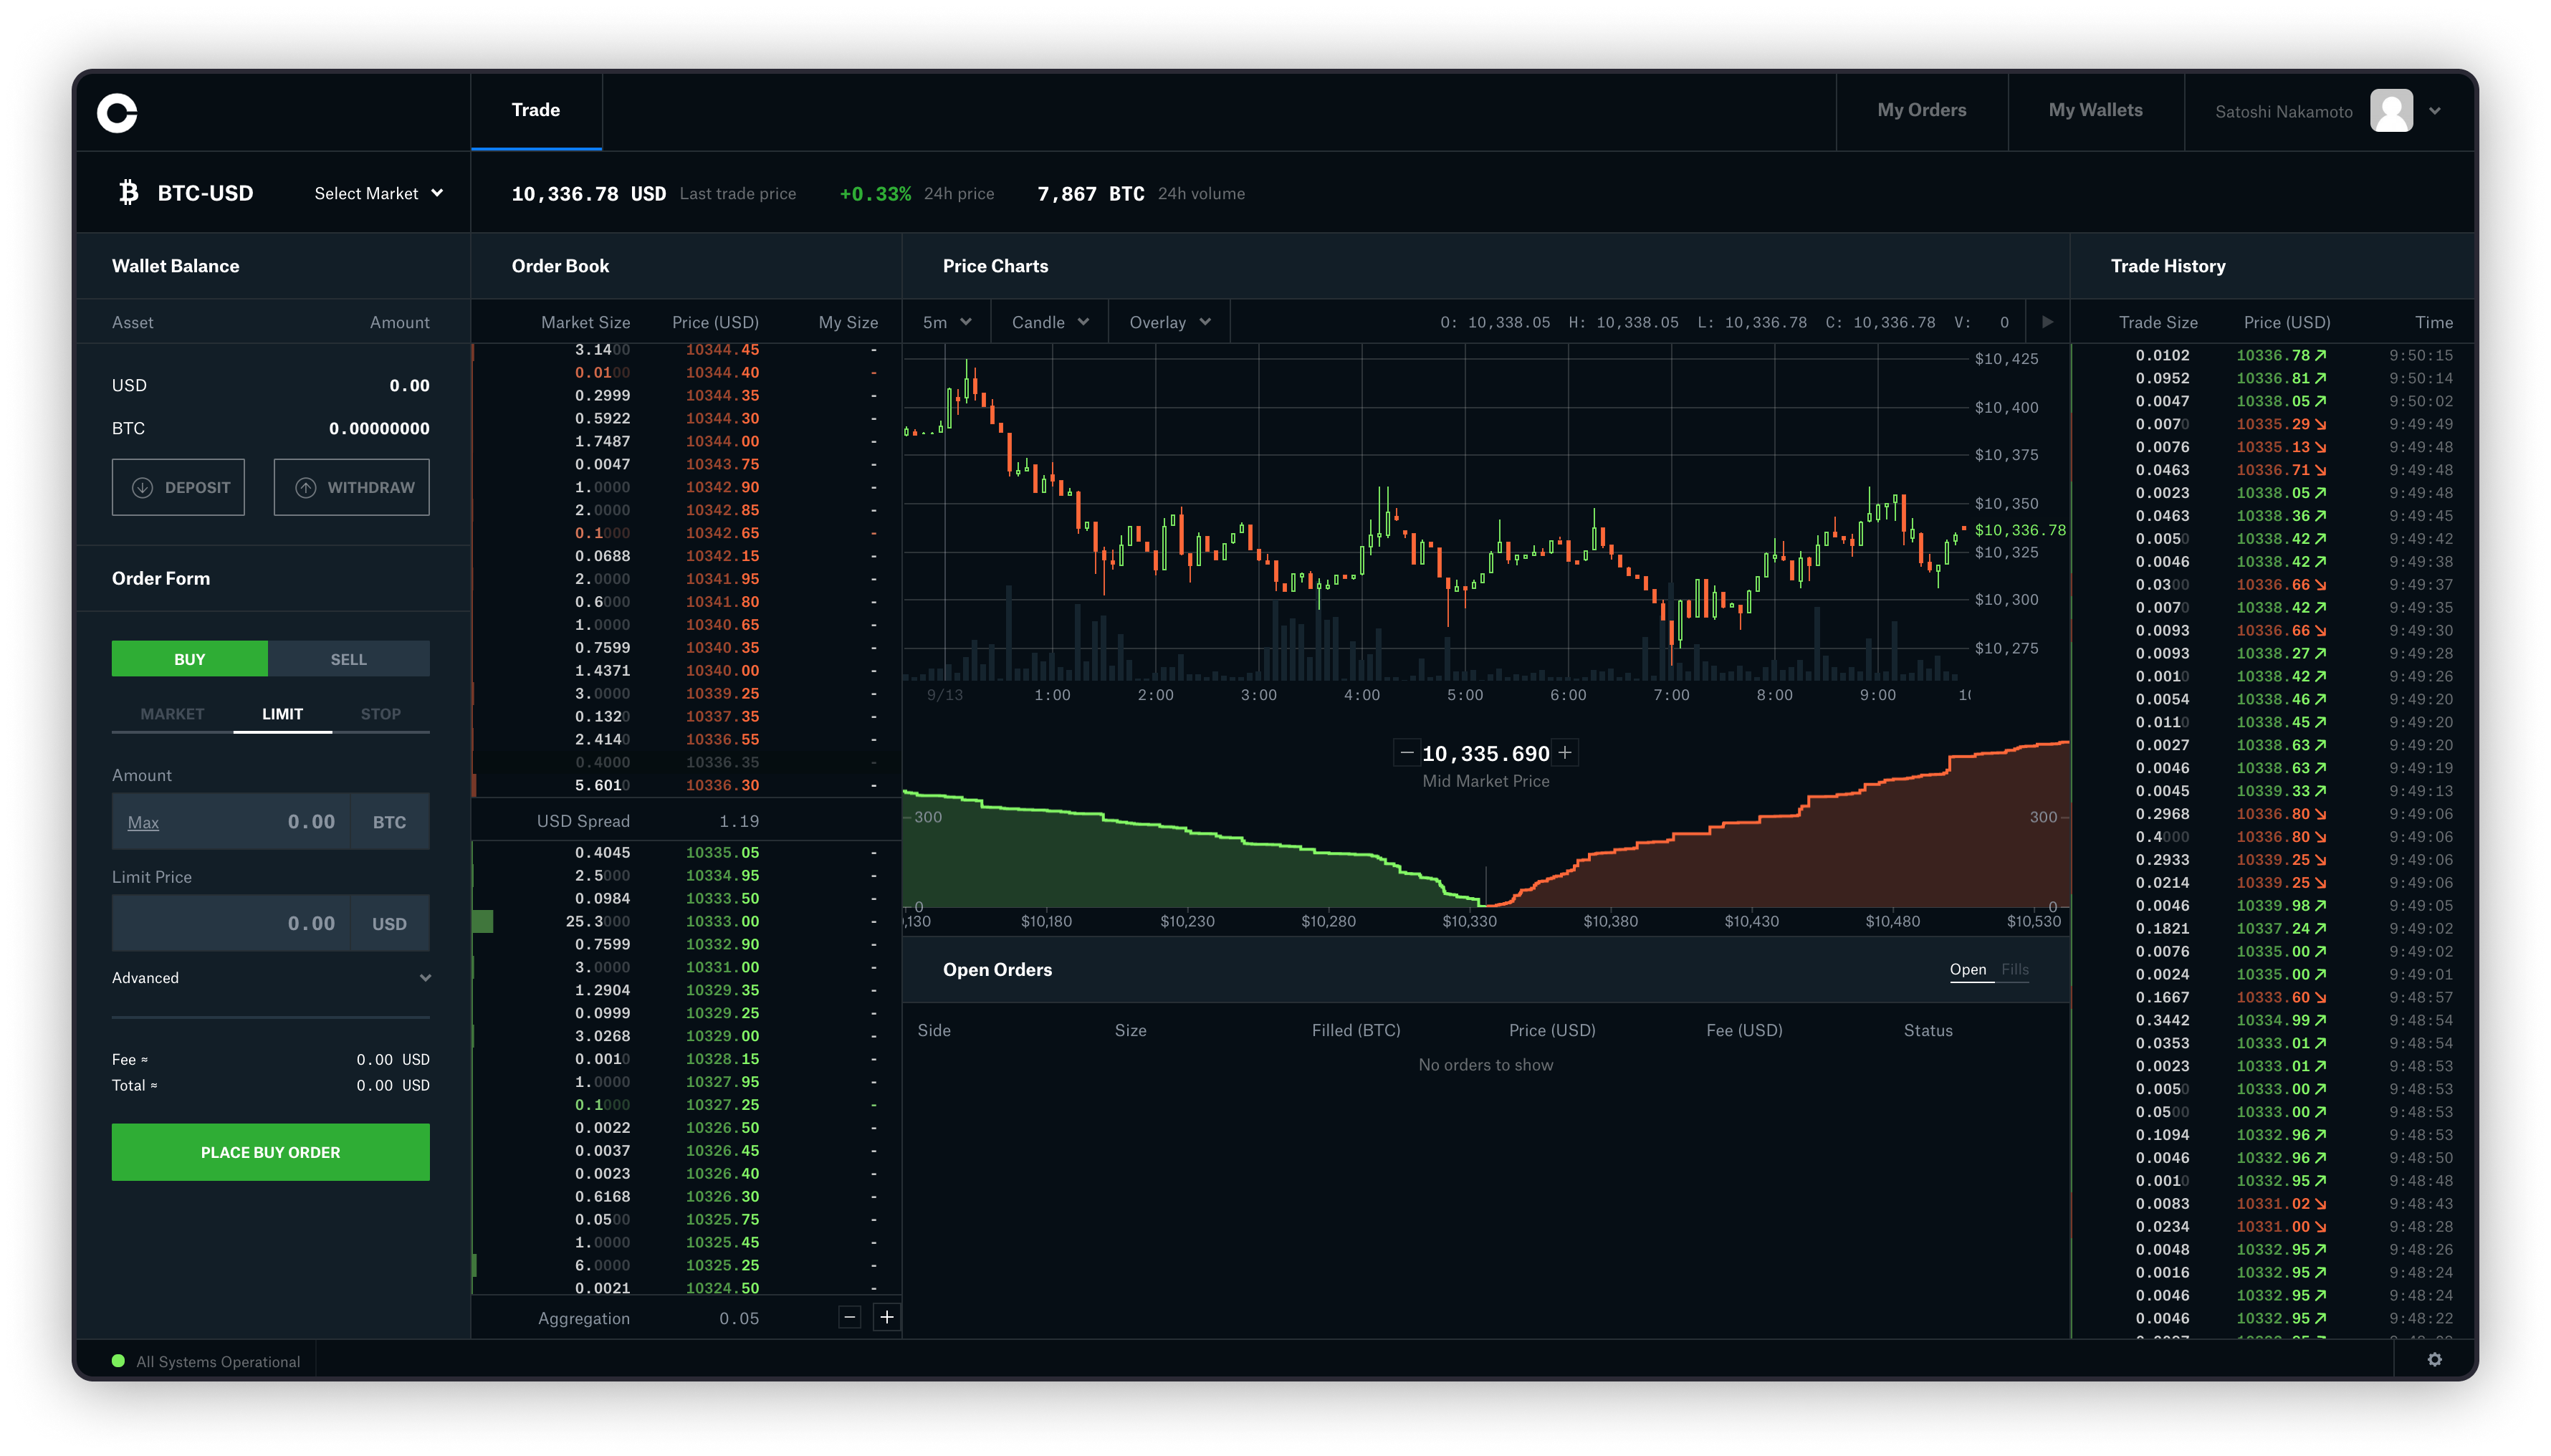 Trade
My Orders
My Wallets
Satoshi Nakamoto
BTC-USD
Select Market
10,336.78 USD Last trade price
+0.33% 24h price
7,867 BTC 24h volume
Wallet Balance
Asset Amount
USD 0.00
BTC 0.00000000
DEPOSIT
WITHDRAW
Order Form
BUY
SELL
MARKET
LIMIT
STOP
Amount
Max 0.00 BTC
Limit Price
0.00 USD
Advanced
Fee ≈ 0.00 USD
Total ≈ 0.00 USD
PLACE BUY ORDER
Order Book
Market Size Price (USD) My Size
3.1400 10344.45 -
0.0100 10344.40 -
0.2999 10344.35 -
0.5922 10344.30 -
1.7487 10344.00 -
0.0047 10343.75 -
1.0000 10342.90 -
2.0000 10342.85 -
0.1000 10342.65 -
0.0688 10342.15 -
2.0000 10341.95 -
0.6000 10341.80 -
1.0000 10340.65 -
0.7599 10340.35 -
1.4371 10340.00 -
3.0000 10339.25 -
0.1320 10337.35 -
2.4140 10336.55 -
0.4000 10336.35 -
5.6010 10336.30 -
USD Spread 1.19
0.4045 10335.05 -
2.5000 10334.95 -
0.0984 10333.50 -
25.3000 10333.00 -
0.7599 10332.90 -
3.0000 10331.00 -
1.2904 10329.35 -
0.0999 10329.25 -
3.0268 10329.00 -
0.0010 10328.15 -
1.0000 10327.95 -
0.1000 10327.25 -
0.0022 10326.50 -
0.0037 10326.45 -
0.0023 10326.40 -
0.6168 10326.30 -
0.0500 10325.75 -
1.0000 10325.45 -
6.0000 10325.25 -
0.0021 10324.50 -
Aggregation 0.05 − +
Price Charts
5m
Candle
Overlay
O: 10,338.05 H: 10,338.05 L: 10,336.78 C: 10,336.78 V: 0
$10,425
$10,400
$10,375
$10,350
$10,336.78
$10,325
$10,300
$10,275
9/13 1:00 2:00 3:00 4:00 5:00 6:00 7:00 8:00 9:00 10
− 10,335.690 +
Mid Market Price
300 300
0 0
,130 $10,180 $10,230 $10,280 $10,330 $10,380 $10,430 $10,480 $10,530
Open Orders
Open Fills
Side Size Filled (BTC) Price (USD) Fee (USD) Status
No orders to show
Trade History
Trade Size Price (USD) Time
0.0102 10336.78 9:50:15
0.0952 10336.81 9:50:14
0.0047 10338.05 9:50:02
0.0070 10335.29 9:49:49
0.0076 10335.13 9:49:48
0.0463 10336.71 9:49:48
0.0023 10338.05 9:49:48
0.0463 10338.36 9:49:45
0.0050 10338.42 9:49:42
0.0046 10338.42 9:49:38
0.0300 10336.66 9:49:37
0.0070 10338.42 9:49:35
0.0093 10336.66 9:49:30
0.0093 10338.27 9:49:28
0.0010 10338.42 9:49:26
0.0054 10338.46 9:49:20
0.0110 10338.45 9:49:20
0.0027 10338.63 9:49:20
0.0046 10338.63 9:49:19
0.0045 10339.33 9:49:13
0.2968 10336.80 9:49:06
0.4000 10336.80 9:49:06
0.2933 10339.25 9:49:06
0.0214 10339.25 9:49:06
0.0046 10339.98 9:49:05
0.1821 10337.24 9:49:02
0.0076 10335.00 9:49:02
0.0024 10335.00 9:49:01
0.1667 10333.60 9:48:57
0.3442 10334.99 9:48:54
0.0353 10333.01 9:48:54
0.0023 10333.01 9:48:53
0.0050 10333.00 9:48:53
0.0500 10333.00 9:48:53
0.1094 10332.96 9:48:53
0.0046 10332.96 9:48:50
0.0010 10332.95 9:48:48
0.0083 10331.02 9:48:43
0.0234 10331.00 9:48:28
0.0048 10332.95 9:48:26
0.0016 10332.95 9:48:24
0.0046 10332.95 9:48:24
0.0046 10332.95 9:48:22
All Systems Operational